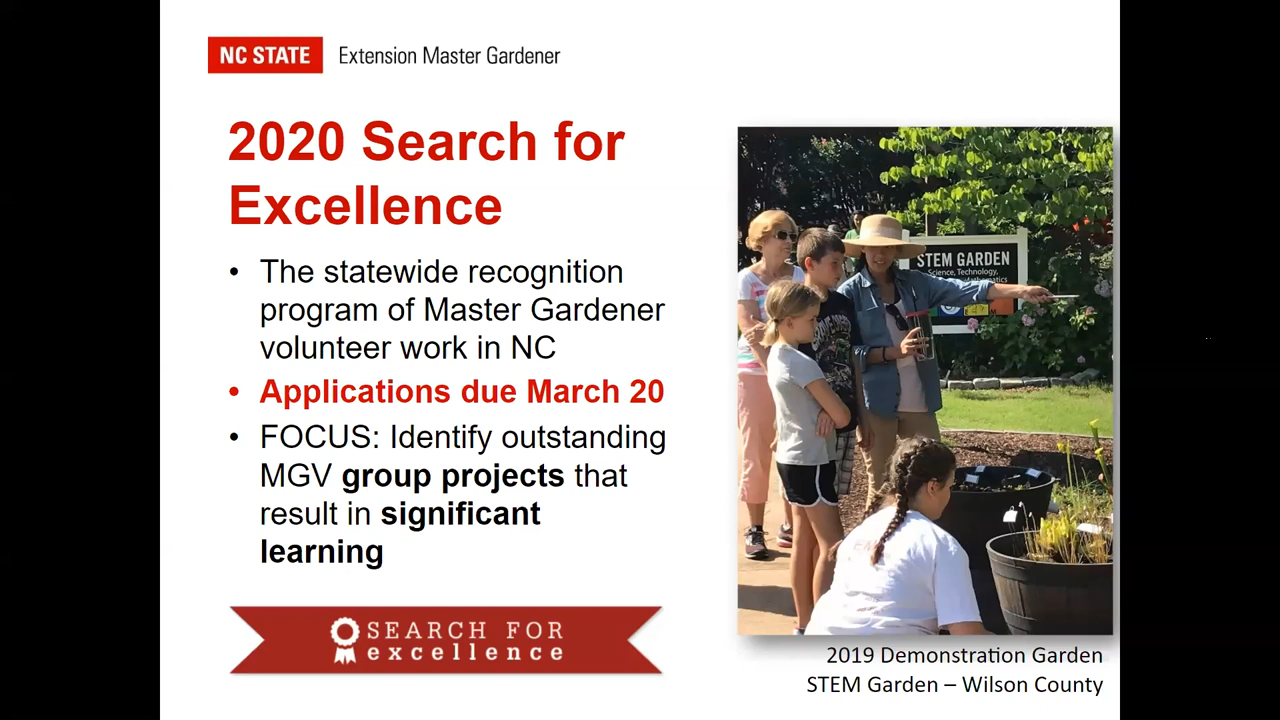 NC STATE Extension Master Gardener
2020 Search for
Excellence
• The statewide recognition
program of Master Gardener
volunteer work in NC
• Applications due March 20
• FOCUS: Identify outstanding
MGV group projects that
result in significant
learning
SEARCH FOR
excellence
STEM GARDEN
Science, Technology,
2019 Demonstration Garden
STEM Garden – Wilson County